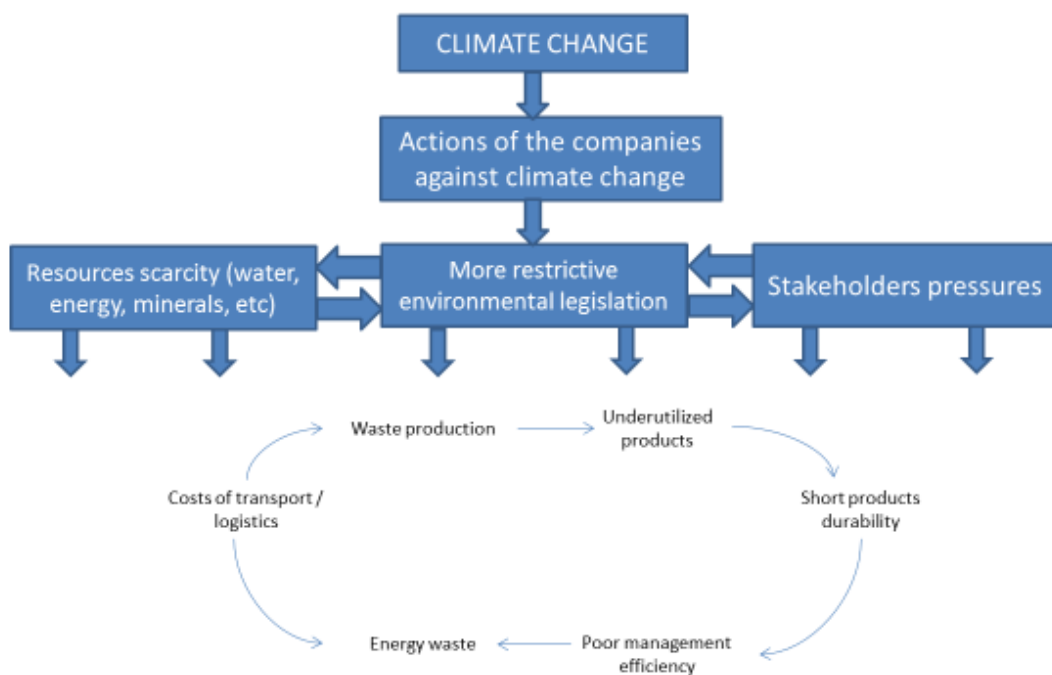 CLIMATE CHANGE
Actions of the companies
against climate change
Resources scarcity (water,
energy, minerals, etc)
More restrictive
environmental legislation
Stakeholders pressures
Waste production
Underutilized
products
Costs of transport /
logistics
Short products
durability
Energy waste
Poor management
efficiency